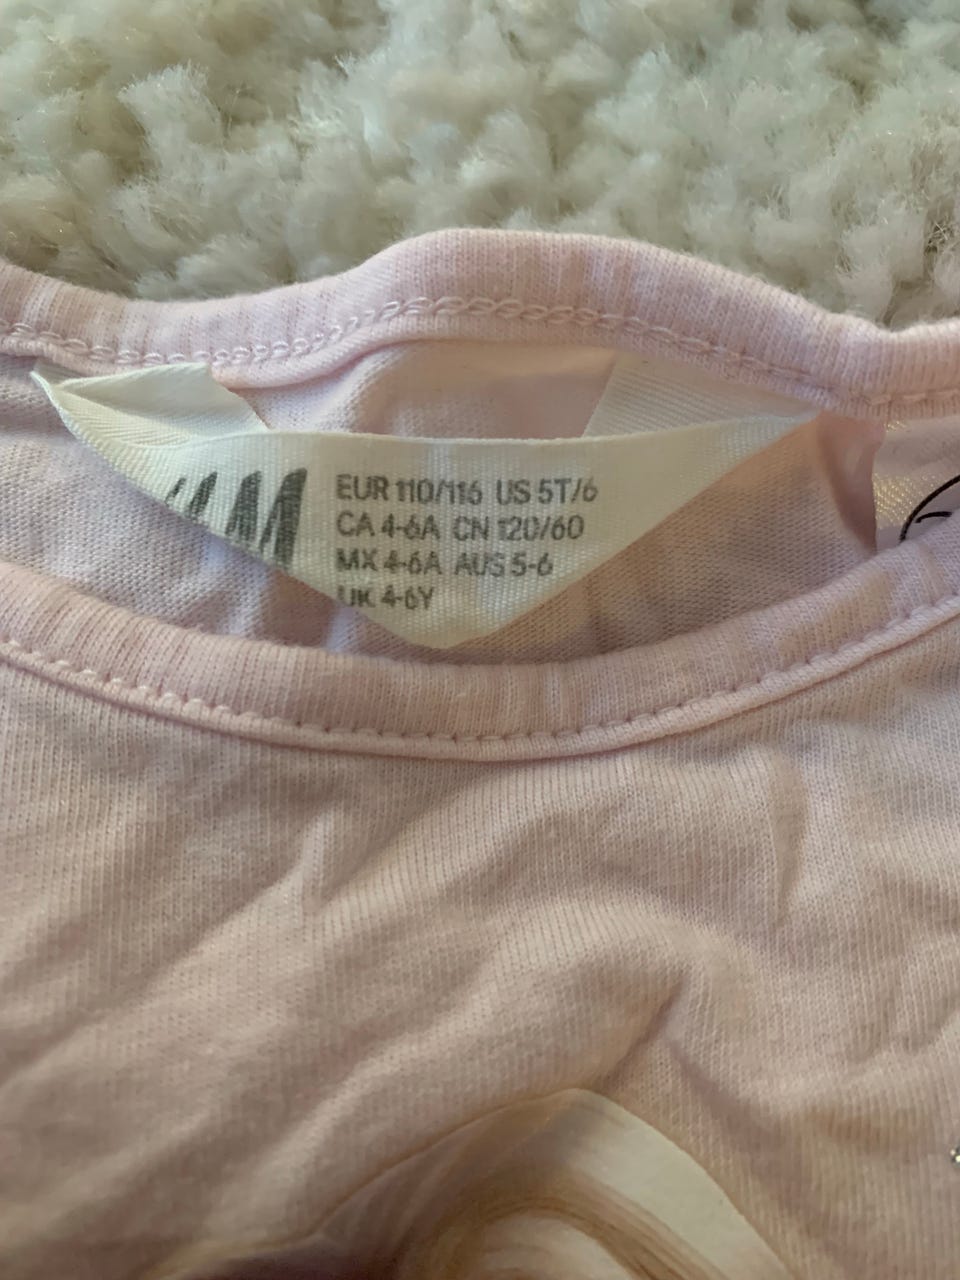 H&M
EUR 110/116 US 5T/6
CA 4-6A CN 120/60
MX 4-6A AUS 5-6
UK 4-6Y